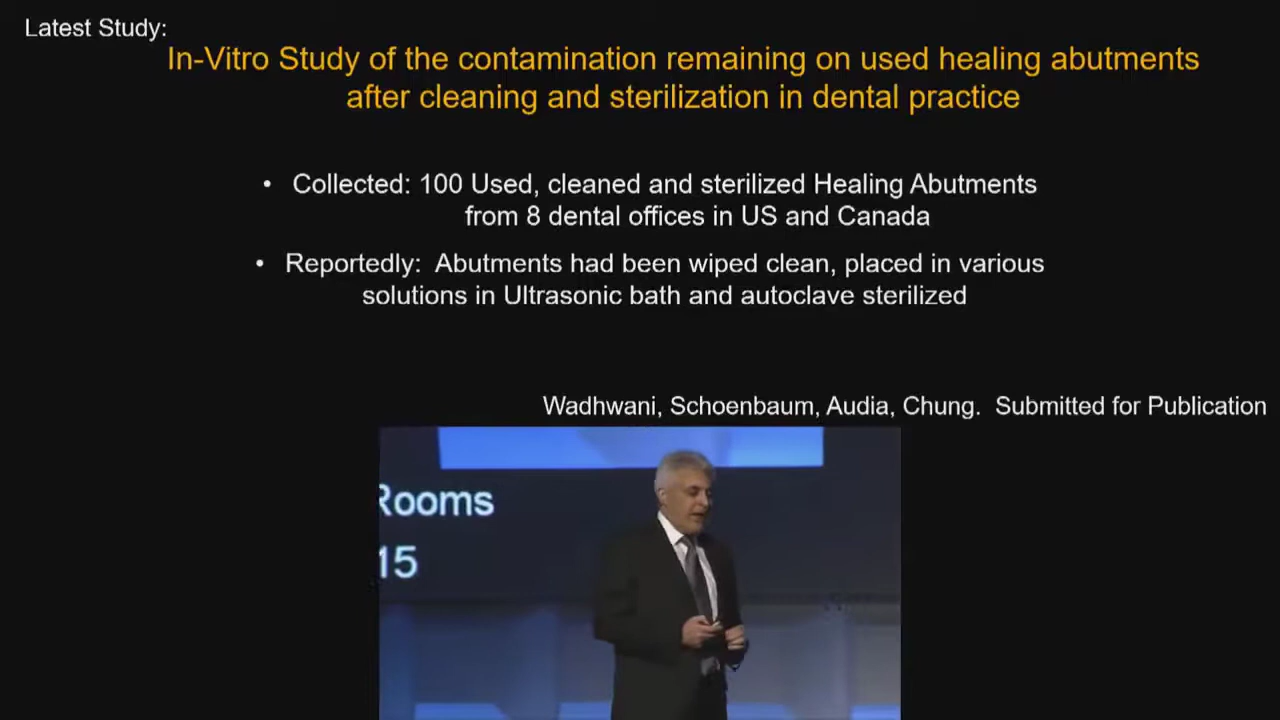 Latest Study:
In-Vitro Study of the contamination remaining on used healing abutments
after cleaning and sterilization in dental practice
• Collected: 100 Used, cleaned and sterilized Healing Abutments
from 8 dental offices in US and Canada
• Reportedly: Abutments had been wiped clean, placed in various
solutions in Ultrasonic bath and autoclave sterilized
Wadhwani, Schoenbaum, Audia, Chung. Submitted for Publication
Rooms
15